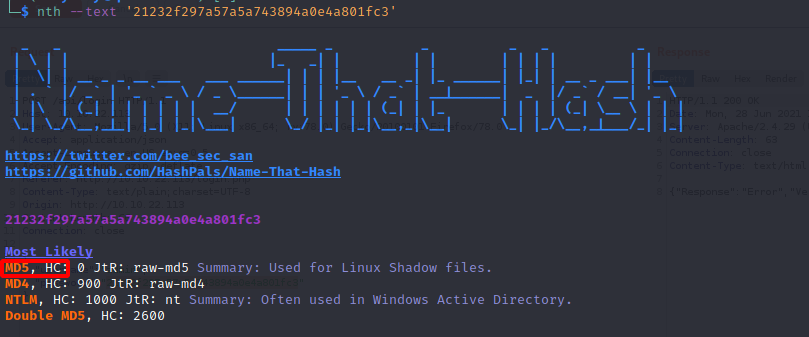 $ nth --text '21232f297a57a5a743894a0e4a801fc3'
Name-That-Hash
https://twitter.com/bee_sec_san
https://github.com/HashPals/Name-That-Hash
21232f297a57a5a743894a0e4a801fc3
Most Likely
MD5, HC: 0 JtR: raw-md5 Summary: Used for Linux Shadow files.
MD4, HC: 900 JtR: raw-md4
NTLM, HC: 1000 JtR: nt Summary: Often used in Windows Active Directory.
Double MD5, HC: 2600